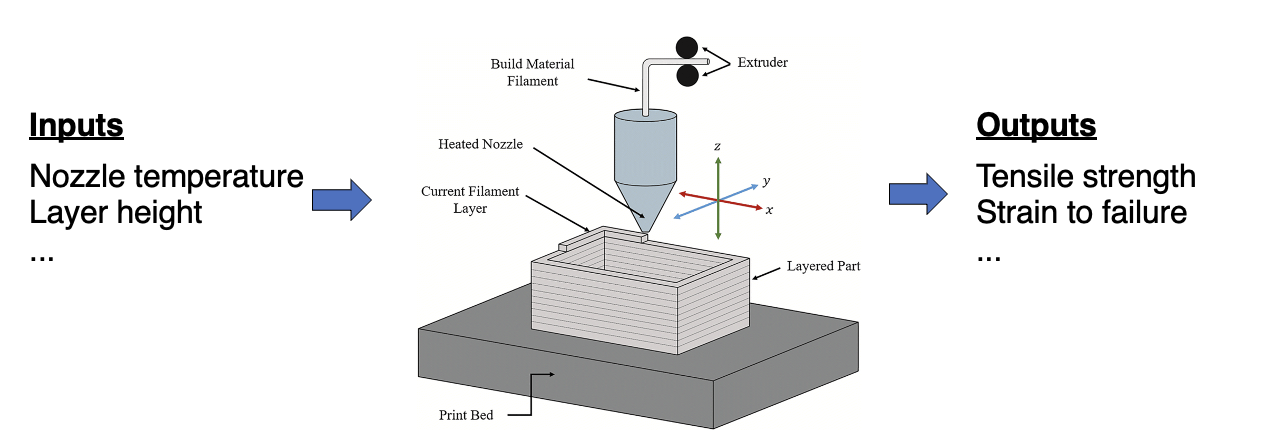 Inputs
Nozzle temperature
Layer height
...
Build Material
Filament
Extruder
Heated Nozzle
Current Filament
Layer
z
y
x
Layered Part
Print Bed
Outputs
Tensile strength
Strain to failure
...